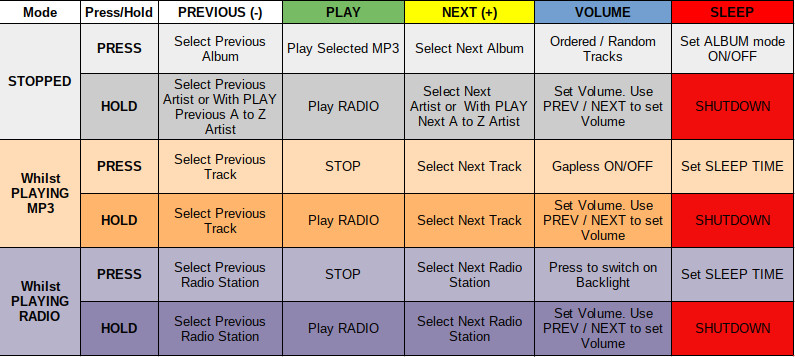 Mode Press/Hold PREVIOUS (-) PLAY NEXT (+) VOLUME SLEEP
STOPPED
PRESS
Select Previous
Album
Play Selected MP3
Select Next Album
Ordered / Random
Tracks
Set ALBUM mode
ON/OFF
HOLD
Select Previous
Artist or With PLAY
Previous A to Z
Artist
Play RADIO
Select Next
Artist or With PLAY
Next A to Z Artist
Set Volume. Use
PREV / NEXT to set
Volume
SHUTDOWN
Whilst
PLAYING
MP3
PRESS
Select Previous
Track
STOP
Select Next Track
Gapless ON/OFF
Set SLEEP TIME
HOLD
Select Previous
Track
Play RADIO
Select Next Track
Set Volume. Use
PREV / NEXT to set
Volume
SHUTDOWN
Whilst
PLAYING
RADIO
PRESS
Select Previous
Radio Station
STOP
Select Next Radio
Station
Press to switch on
Backlight
Set SLEEP TIME
HOLD
Select Previous
Radio Station
Play RADIO
Select Next Radio
Station
Set Volume. Use
PREV / NEXT to set
Volume
SHUTDOWN